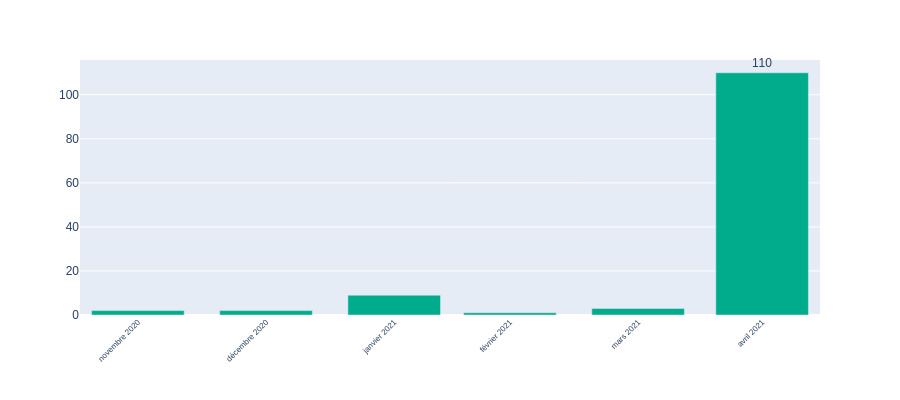 110
100
80
60
40
20
0
novembre 2020
décembre 2020
janvier 2021
février 2021
mars 2021
avril 2021